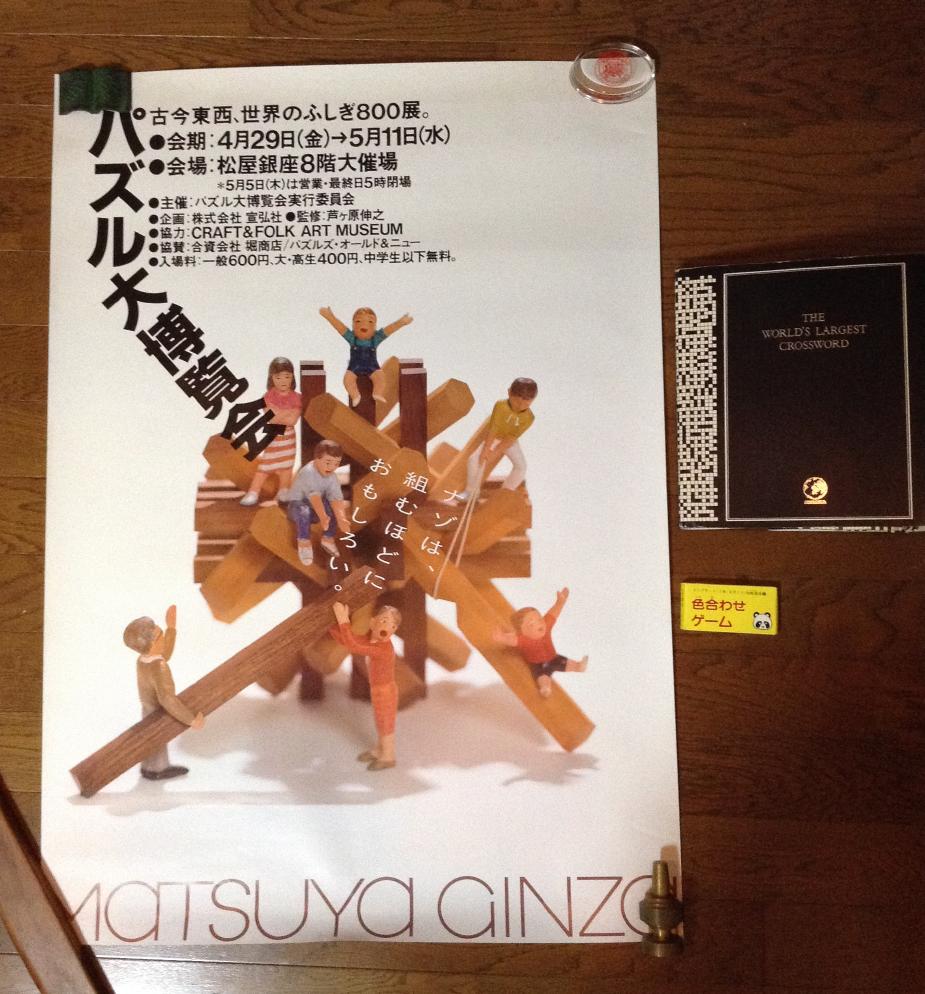 パズル大博覧会
古今東西、世界のふしぎ800展。
●会期:4月29日(金)→5月11日(水)
●会場:松屋銀座8階大催場
*5月5日(木)は営業・最終日5時閉場
●主催:パズル大博覧会実行委員会
●企画:株式会社 宣弘社 ●監修:芦ヶ原伸之
●協力:CRAFT&FOLK ART MUSEUM
●協賛:合資会社 堀商店/パズルズ・オールド&ニュー
●入場料:一般600円、大・高生400円、中学生以下無料。
ナゾは、
組むほどに
おもしろい。
MATSUYA GINZA
THE
WORLD'S LARGEST
CROSSWORD
色合わせ
ゲーム